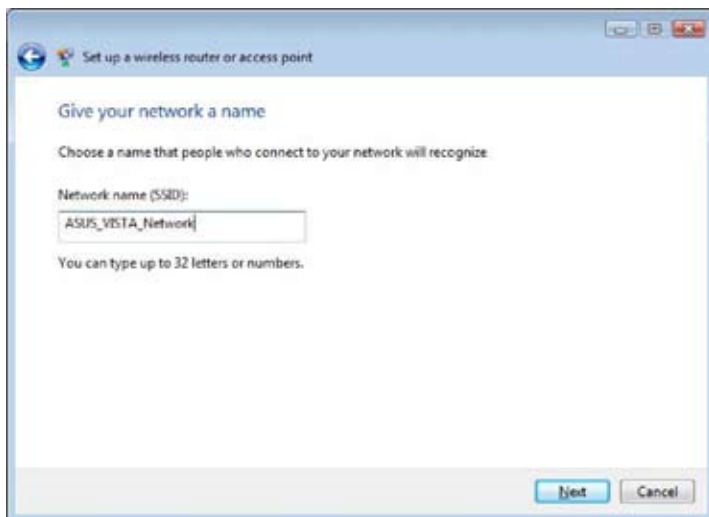 Set up a wireless router or access point
Give your network a name
Choose a name that people who connect to your network will recognize
Network name (SSID):
ASUS_VISTA_Network
You can type up to 32 letters or numbers.
Next Cancel